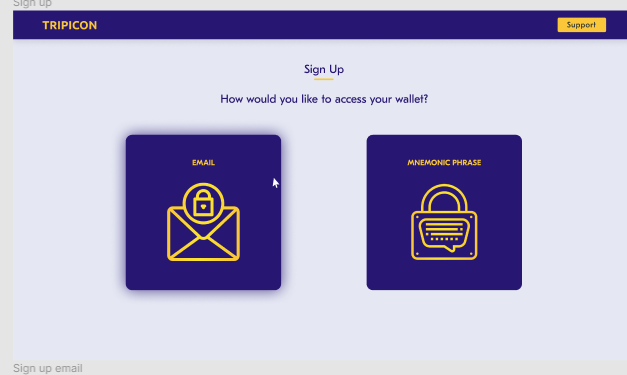 Sign up
TRIPICON
Support
Sign Up
How would you like to access your wallet?
EMAIL
MNEMONIC PHRASE
Sign up email